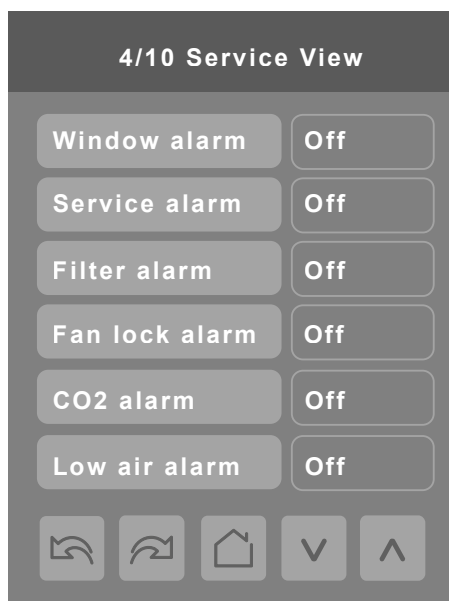 4/10 Service View
Window alarm Off
Service alarm Off
Filter alarm Off
Fan lock alarm Off
CO2 alarm Off
Low air alarm Off